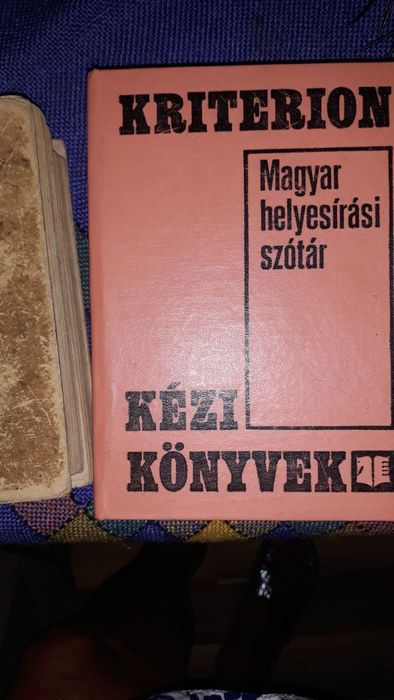 KRITERION
Magyar
helyesírási
szótár
KÉZI
KÖNYVEK